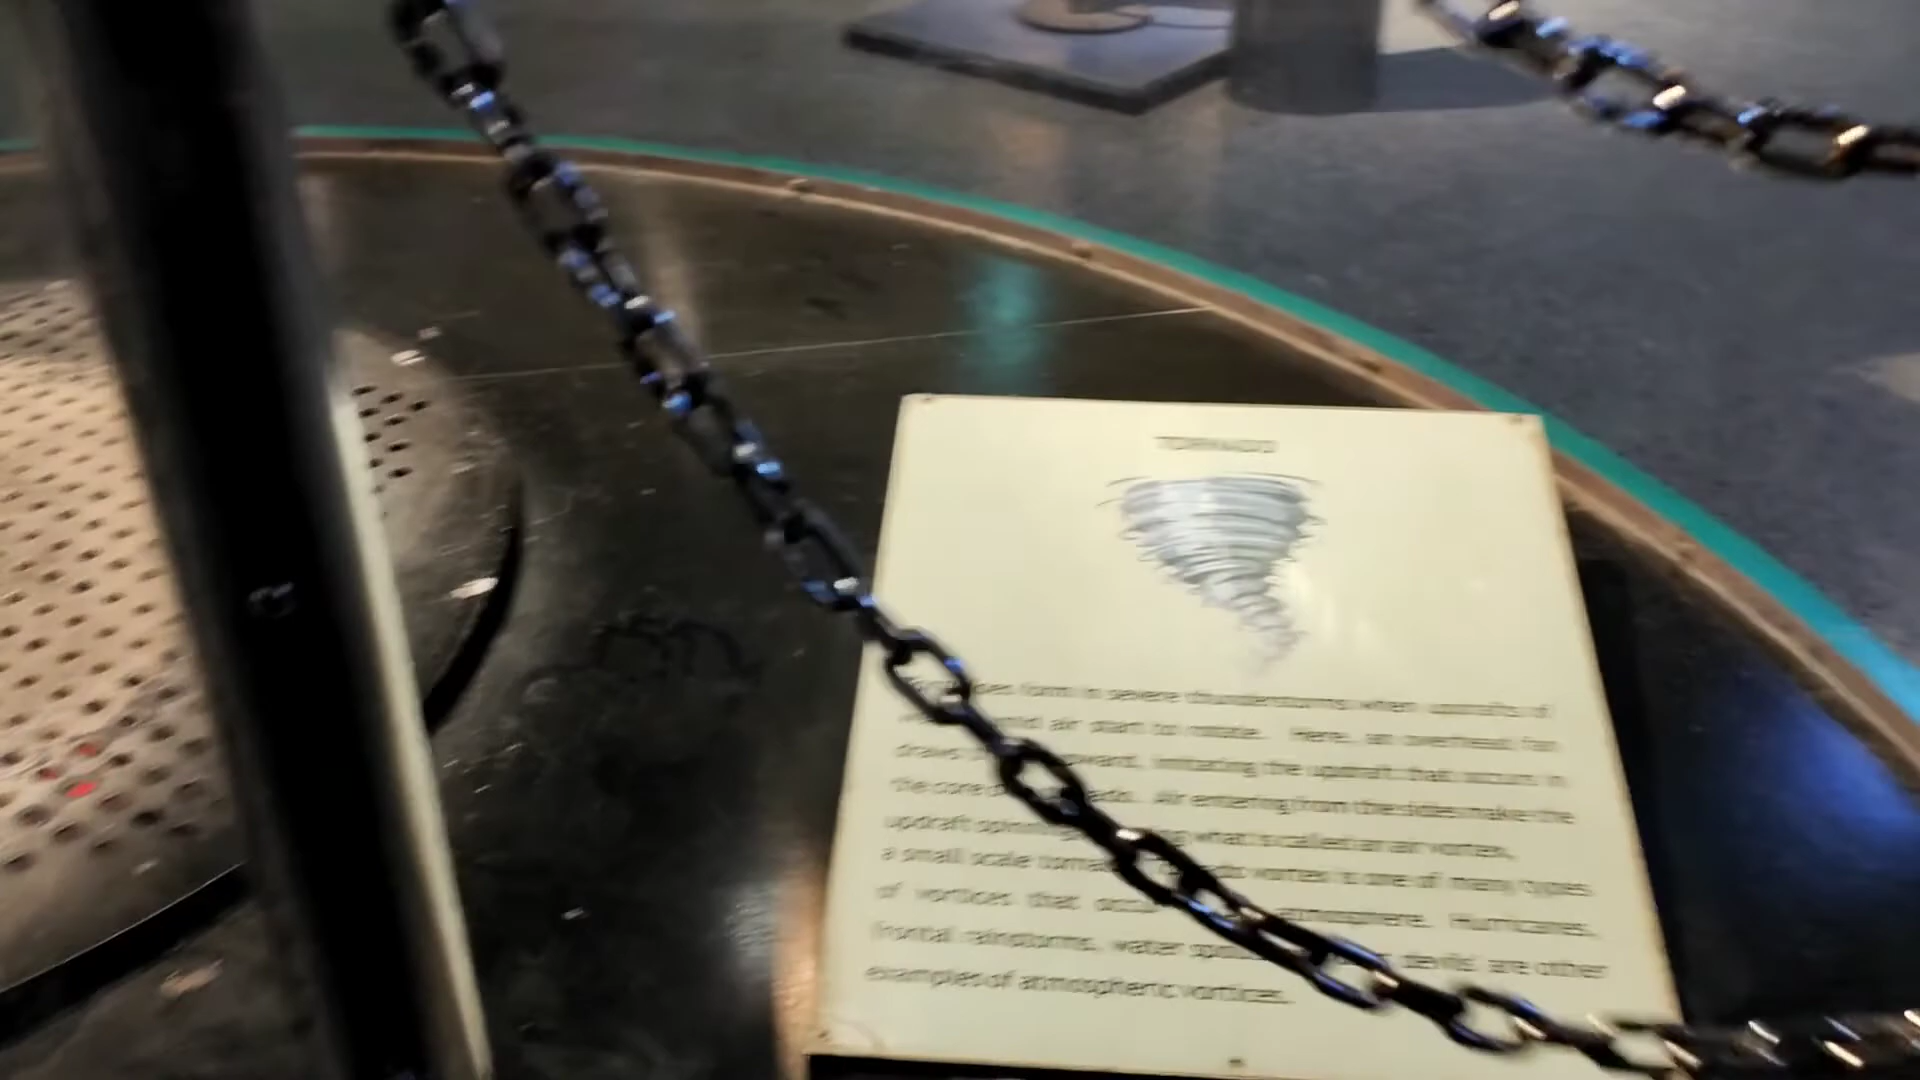 TORNADO
form in severe thunderstorms when updrafts of
air start to rotate. Here, an overhead fan
draws upward, imitating the updraft that occurs in
the core Air entering from the sides make the
updraft what is called an air vortex,
a small scale vortex is one of many types
of vortices that atmosphere. Hurricanes,
frontal rainstorms, water devils' are other
examples of atmospheric vortices.